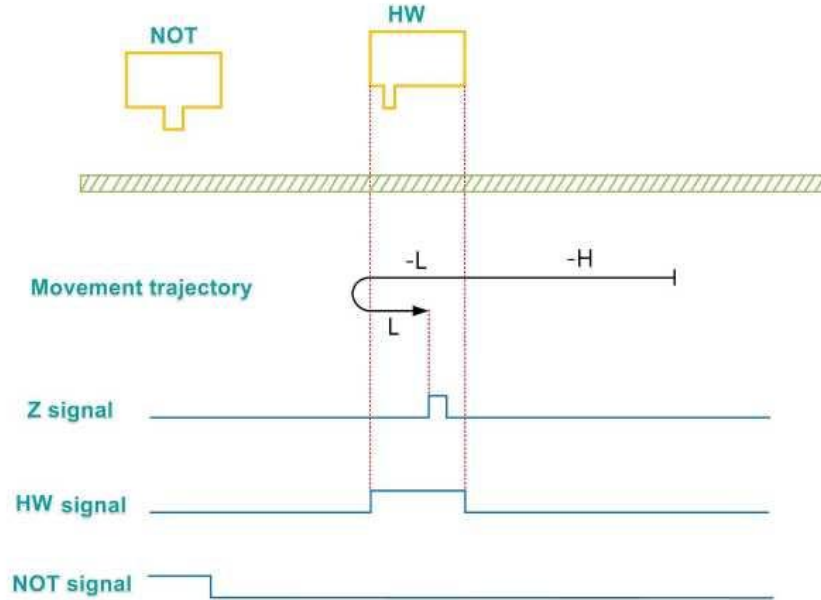 HW
NOT
-L
-H
Movement trajectory
L
Z signal
HW signal
NOT signal